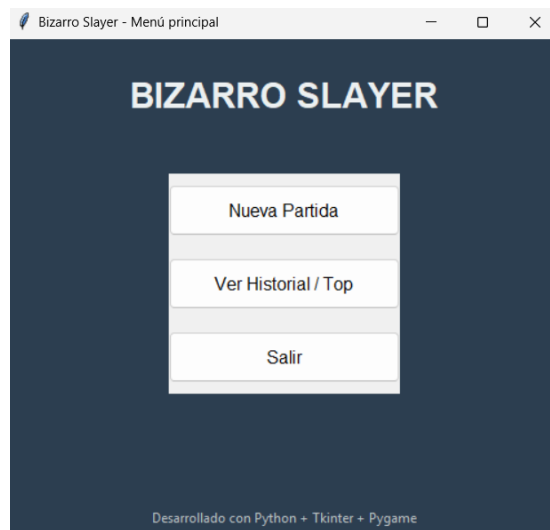 Bizarro Slayer - Menú principal
BIZARRO SLAYER
Nueva Partida
Ver Historial / Top
Salir
Desarrollado con Python + Tkinter + Pygame